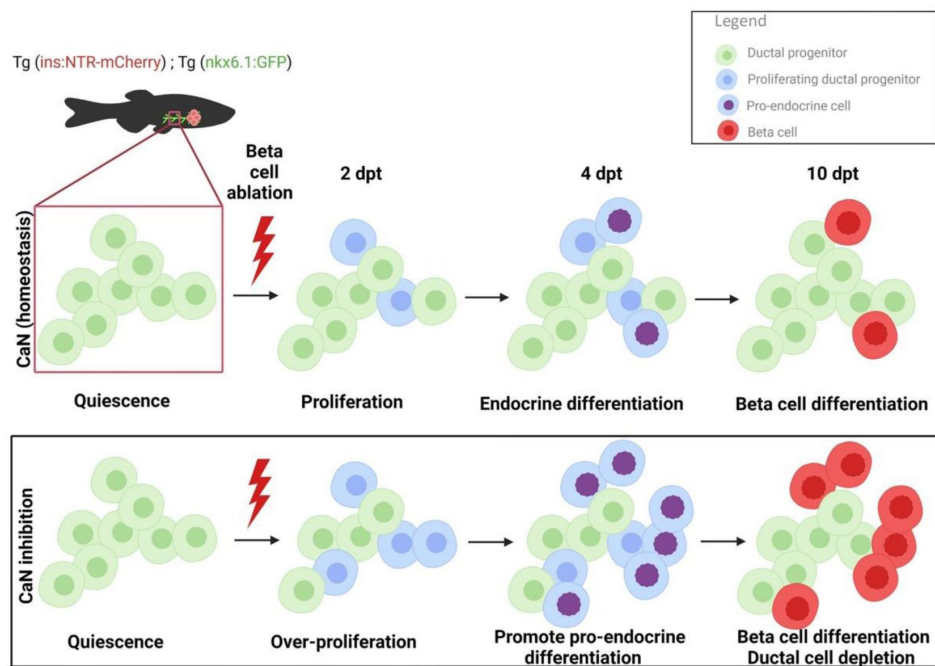 Legend
Ductal progenitor
Proliferating ductal progenitor
Pro-endocrine cell
Beta cell
Tg (ins:NTR-mCherry) ; Tg (nkx6.1:GFP)
Beta
cell
ablation
2 dpt
4 dpt
10 dpt
CaN (homeostasis)
Quiescence
Proliferation
Endocrine differentiation
Beta cell differentiation
CaN inhibition
Quiescence
Over-proliferation
Promote pro-endocrine
differentiation
Beta cell differentiation
Ductal cell depletion